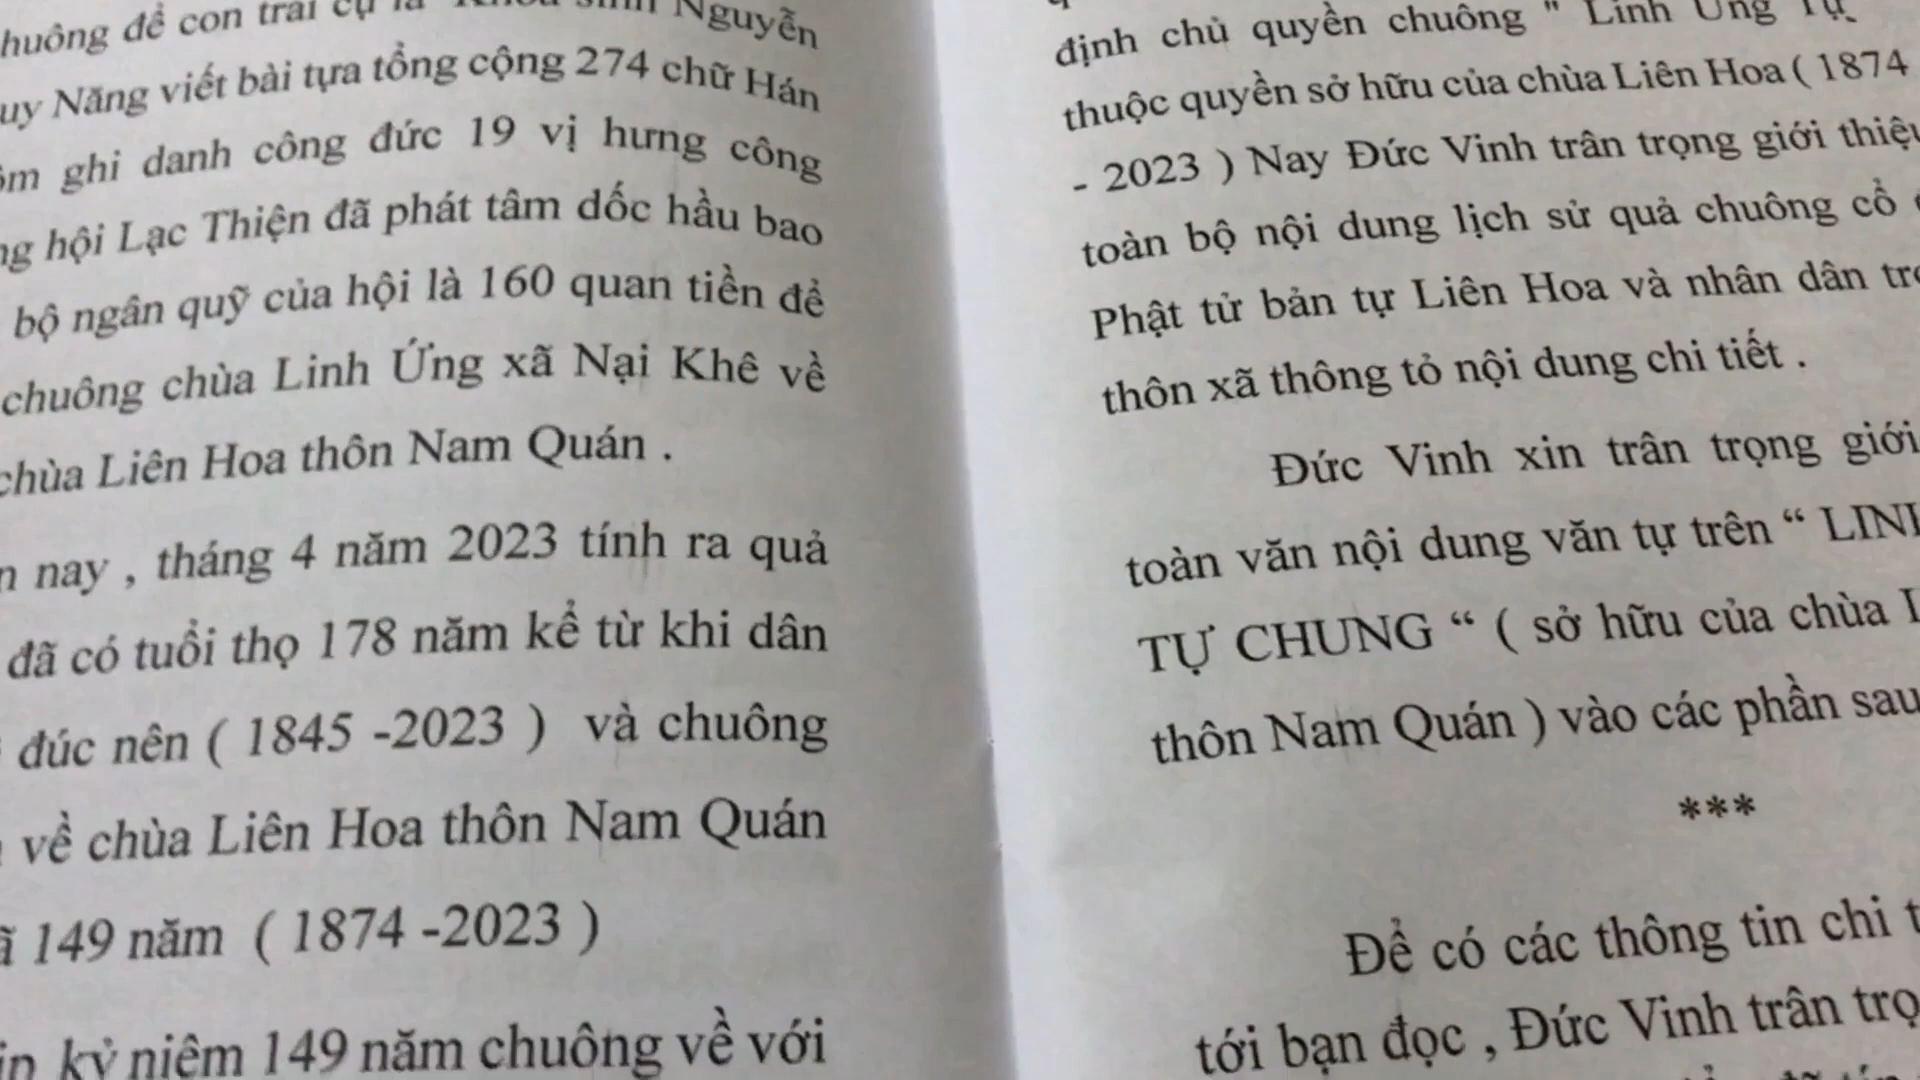 chuông để con trai cụ là Nguyễn
Năng viết bài tựa tổng cộng 274 chữ Hán
ghi danh công đức 19 vị hưng công
hội Lạc Thiện đã phát tâm dốc hầu bao
bộ ngân quỹ của hội là 160 quan tiền để
chuông chùa Linh Ứng xã Nại Khê về
chùa Liên Hoa thôn Nam Quán .
nay , tháng 4 năm 2023 tính ra quả
đã có tuổi thọ 178 năm kể từ khi dân
đúc nên ( 1845 -2023 ) và chuông
về chùa Liên Hoa thôn Nam Quán
149 năm ( 1874 -2023 )
kỷ niệm 149 năm chuông về với
định chủ quyền chuông " Linh Ứng Tự
thuộc quyền sở hữu của chùa Liên Hoa ( 1874
- 2023 ) Nay Đức Vinh trân trọng giới thiệu
toàn bộ nội dung lịch sử quả chuông cổ
Phật tử bản tự Liên Hoa và nhân dân
thôn xã thông tỏ nội dung chi tiết .
Đức Vinh xin trân trọng giới
toàn văn nội dung văn tự trên “
TỰ CHUNG “ ( sở hữu của chùa
thôn Nam Quán ) vào các phần sau
***
Để có các thông tin chi
tới bạn đọc , Đức Vinh trân